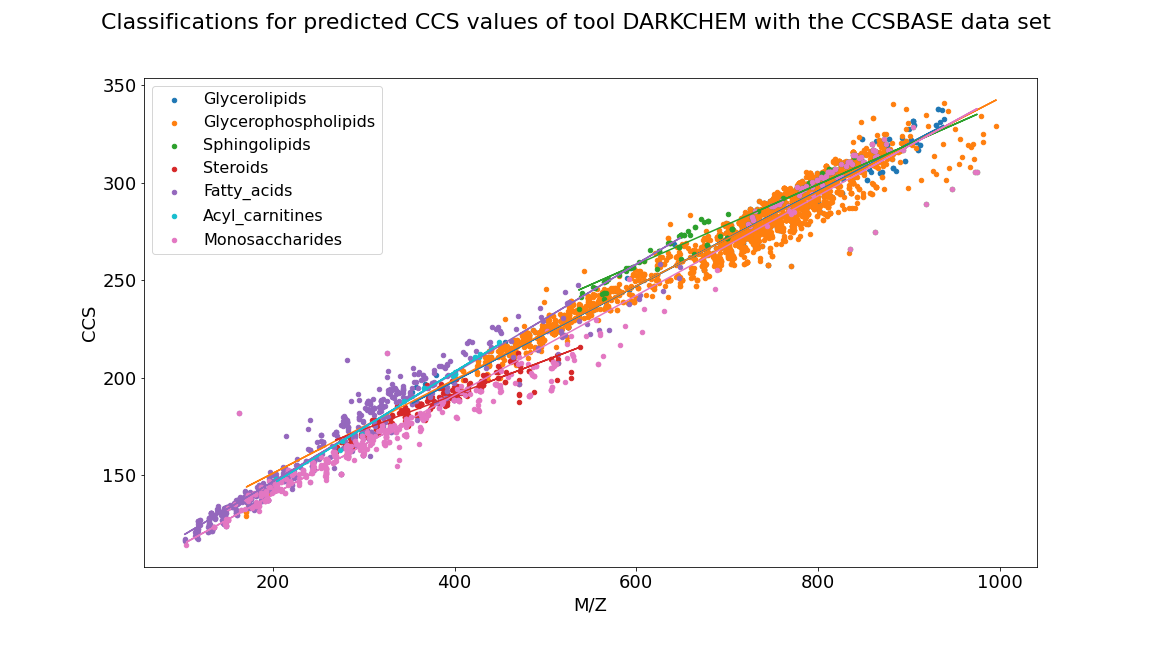 Classifications for predicted CCS values of tool DARKCHEM with the CCSBASE data set
350
300
250
200
150
CCS
Glycerolipids
Glycerophospholipids
Sphingolipids
Steroids
Fatty_acids
Acyl_carnitines
Monosaccharides
200
400
600
800
1000
M/Z